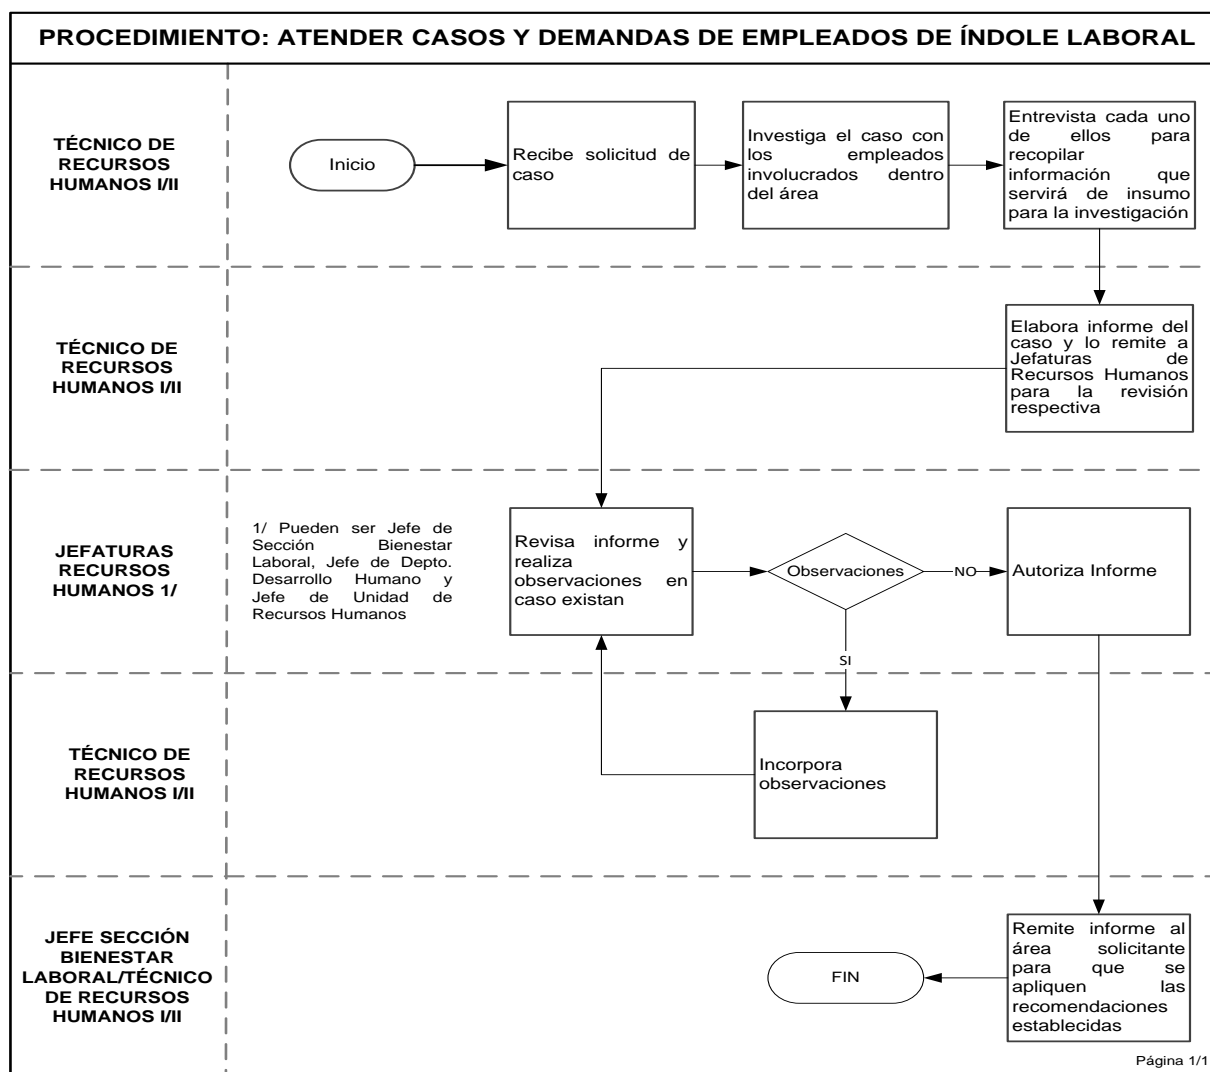 PROCEDIMIENTO: ATENDER CASOS Y DEMANDAS DE EMPLEADOS DE ÍNDOLE LABORAL
TÉCNICO DE
RECURSOS
HUMANOS I/II
Inicio
Recibe solicitud de
caso
Investiga el caso con
los empleados
involucrados dentro
del área
Entrevista cada uno
de ellos para
recopilar
información que
servirá de insumo
para la investigación
TÉCNICO DE
RECURSOS
HUMANOS I/II
Elabora informe del
caso y lo remite a
Jefaturas de
Recursos Humanos
para la revisión
respectiva
JEFATURAS
RECURSOS
HUMANOS 1/
1/ Pueden ser Jefe de
Sección Bienestar
Laboral, Jefe de Depto.
Desarrollo Humano y
Jefe de Unidad de
Recursos Humanos
Revisa informe y
realiza
observaciones en
caso existan
Observaciones
NO
Autoriza Informe
SI
TÉCNICO DE
RECURSOS
HUMANOS I/II
Incorpora
observaciones
JEFE SECCIÓN
BIENESTAR
LABORAL/TÉCNICO
DE RECURSOS
HUMANOS I/II
FIN
Remite informe al
área solicitante
para que se
apliquen las
recomendaciones
establecidas
Página 1/1